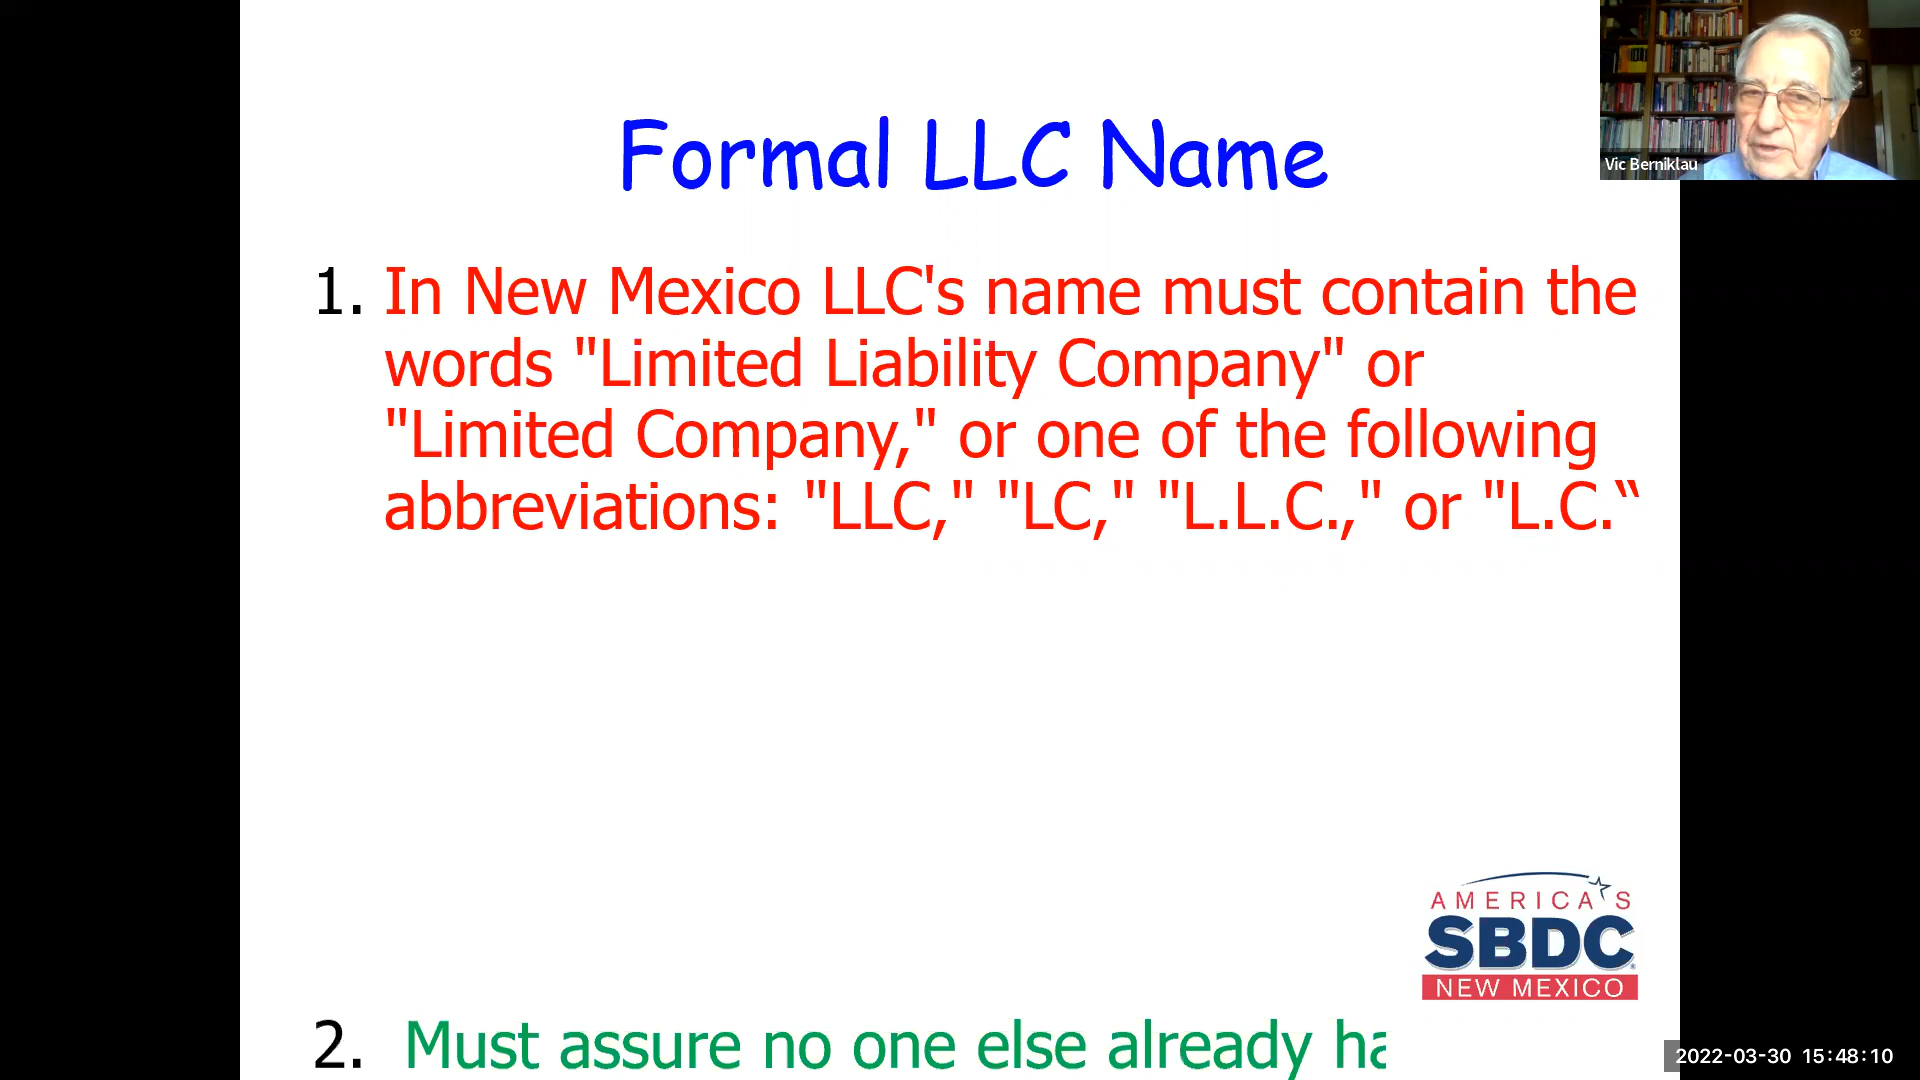 Formal LLC Name
1. In New Mexico LLC's name must contain the
words "Limited Liability Company" or
"Limited Company," or one of the following
abbreviations: "LLC," "LC," "L.L.C.," or "L.C.“
2. Must assure no one else already ha
Vic Berniklau
AMERICA'S
SBDC
NEW MEXICO
2022-03-30 15:48:10